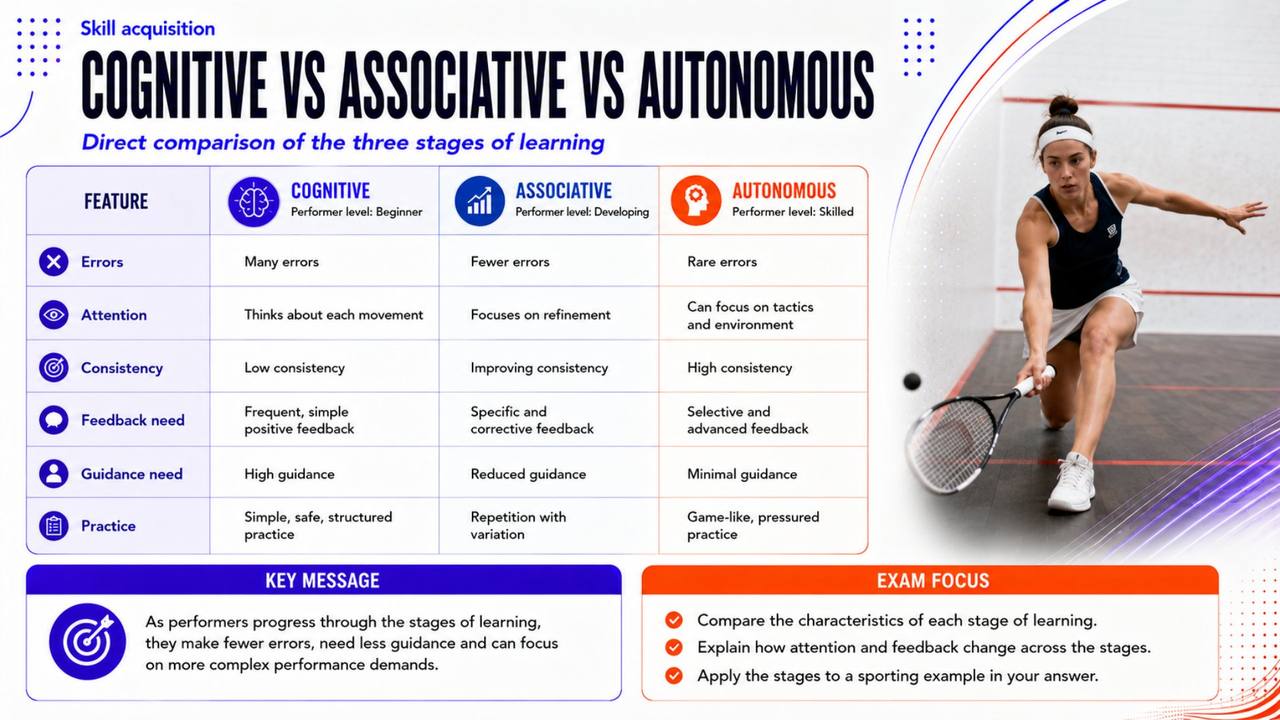 Skill acquisition
COGNITIVE VS ASSOCIATIVE VS AUTONOMOUS
Direct comparison of the three stages of learning
FEATURE
COGNITIVE
Performer level: Beginner
ASSOCIATIVE
Performer level: Developing
AUTONOMOUS
Performer level: Skilled
Errors
Many errors
Fewer errors
Rare errors
Attention
Thinks about each movement
Focuses on refinement
Can focus on tactics
and environment
Consistency
Low consistency
Improving consistency
High consistency
Feedback need
Frequent, simple
positive feedback
Specific and
corrective feedback
Selective and
advanced feedback
Guidance need
High guidance
Reduced guidance
Minimal guidance
Practice
Simple, safe, structured
practice
Repetition with
variation
Game-like, pressured
practice
KEY MESSAGE
As performers progress through the stages of learning,
they make fewer errors, need less guidance and can focus
on more complex performance demands.
EXAM FOCUS
Compare the characteristics of each stage of learning.
Explain how attention and feedback change across the stages.
Apply the stages to a sporting example in your answer.